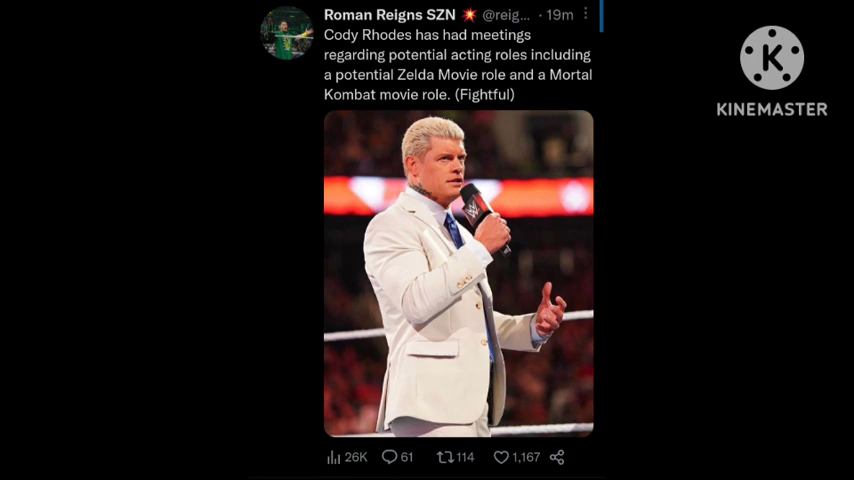 Roman Reigns SZN 💥 @reig... · 19m
Cody Rhodes has had meetings
regarding potential acting roles including
a potential Zelda Movie role and a Mortal
Kombat movie role. (Fightful)
K
KINEMASTER
W
26K 61 114 1,167